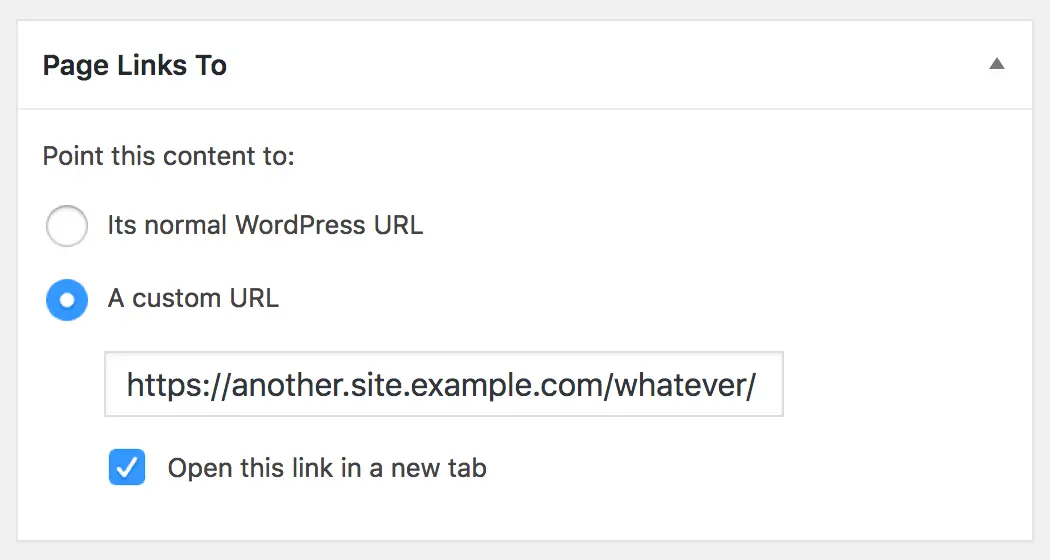 Page Links To
Point this content to:
Its normal WordPress URL
A custom URL
https://another.site.example.com/whatever/
Open this link in a new tab